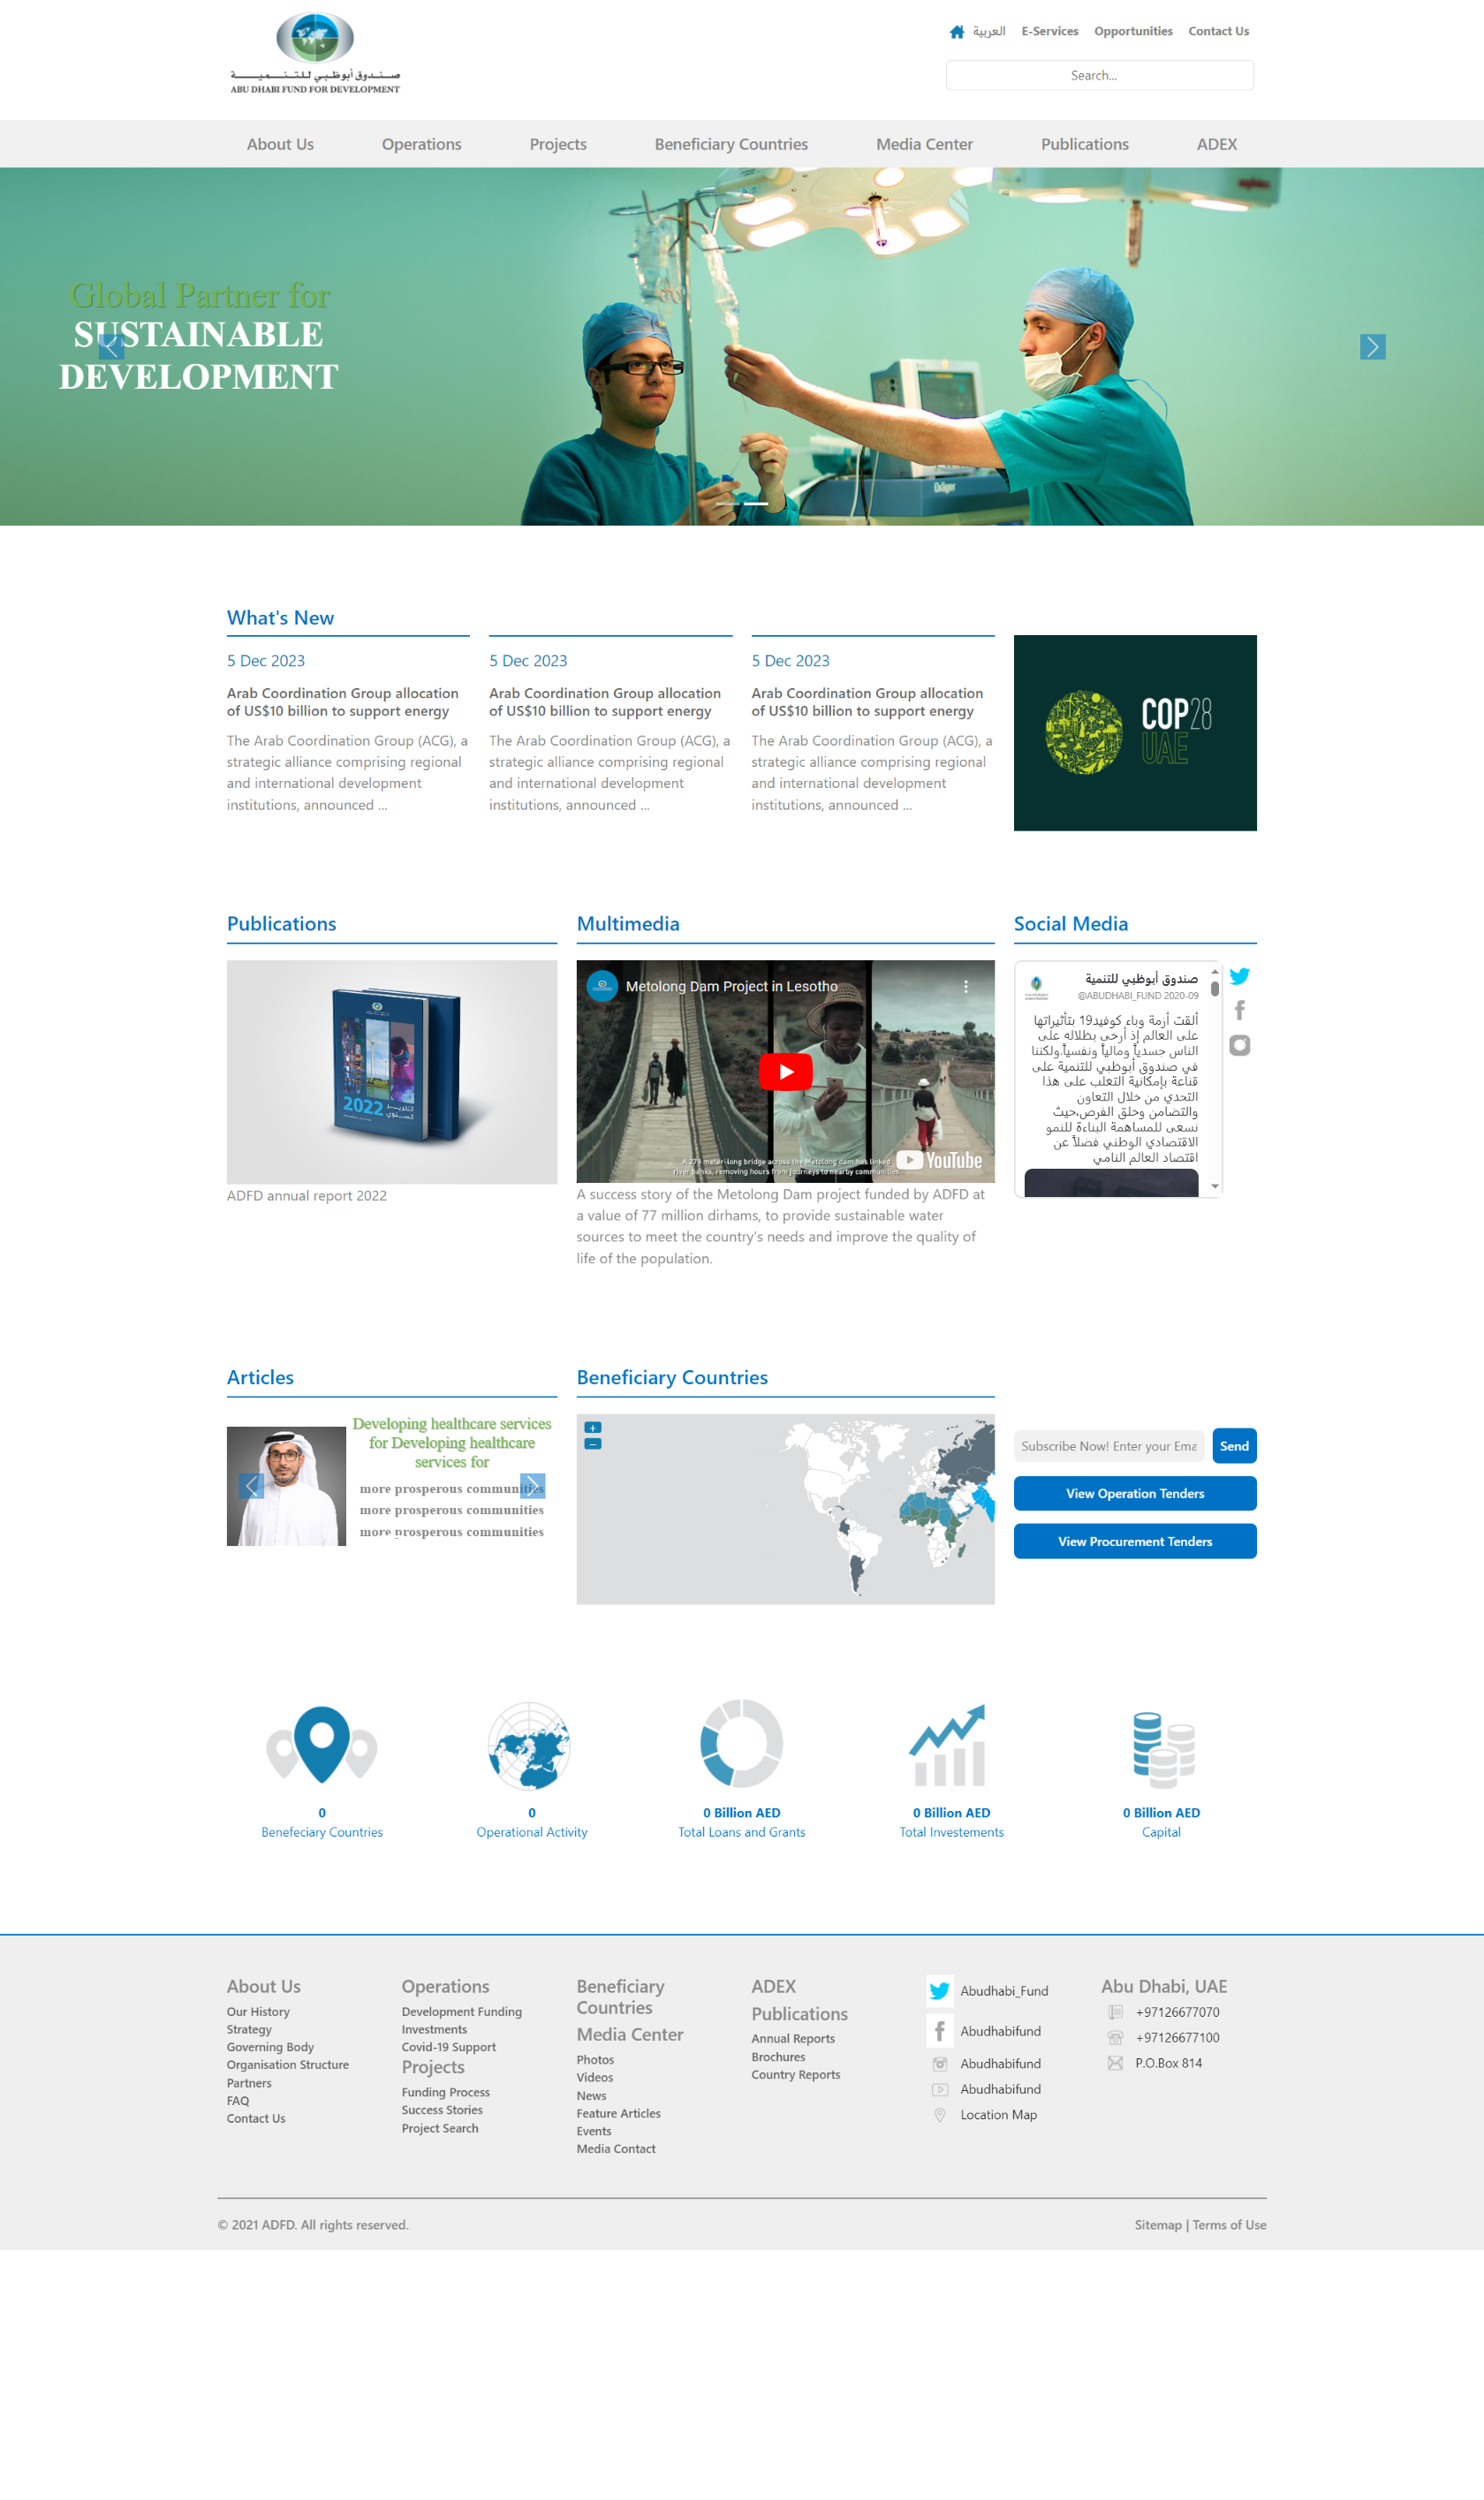 صندوق أبوظبي للتنمية
ABU DHABI FUND FOR DEVELOPMENT
العربية E-Services Opportunities Contact Us
Search...
About Us Operations Projects Beneficiary Countries Media Center Publications ADEX
Global Partner for
SUSTAINABLE
DEVELOPMENT
Dräger
What's New
5 Dec 2023
Arab Coordination Group allocation
of US$10 billion to support energy
The Arab Coordination Group (ACG), a
strategic alliance comprising regional
and international development
institutions, announced ...
5 Dec 2023
Arab Coordination Group allocation
of US$10 billion to support energy
The Arab Coordination Group (ACG), a
strategic alliance comprising regional
and international development
institutions, announced ...
5 Dec 2023
Arab Coordination Group allocation
of US$10 billion to support energy
The Arab Coordination Group (ACG), a
strategic alliance comprising regional
and international development
institutions, announced ...
COP28
UAE
Publications
2022
التقرير
السنوي
ADFD annual report 2022
Multimedia
Metolong Dam Project in Lesotho
A 278 meter-long bridge across the Metolong dam has linked
river banks, removing hours from journeys to nearby communities
YouTube
A success story of the Metolong Dam project funded by ADFD at
a value of 77 million dirhams, to provide sustainable water
sources to meet the country's needs and improve the quality of
life of the population.
Social Media
صندوق أبوظبي للتنمية
@ABUDHABI_FUND 2020-09
ألقت أزمة وباء كوفيد19 بتأثيراتها
على العالم إذ أرخى بظلاله على
الناس جسدياً ومالياً ونفسياً.ولكننا
في صندوق أبوظبي للتنمية على
قناعة بإمكانية التغلب على هذا
التحدي من خلال التعاون
والتضامن وخلق الفرص،حيث
نسعى للمساهمة البناءة للنمو
الاقتصادي الوطني فضلاً عن
اقتصاد العالم النامي
Articles
Developing healthcare services
for Developing healthcare
services for
more prosperous communities
more prosperous communities
more prosperous communities
Beneficiary Countries
+
−
Subscribe Now! Enter your Ema
Send
View Operation Tenders
View Procurement Tenders
0
Benefeciary Countries
0
Operational Activity
0 Billion AED
Total Loans and Grants
0 Billion AED
Total Investements
0 Billion AED
Capital
About Us
Our History
Strategy
Governing Body
Organisation Structure
Partners
FAQ
Contact Us
Operations
Development Funding
Investments
Covid-19 Support
Projects
Funding Process
Success Stories
Project Search
Beneficiary
Countries
Media Center
Photos
Videos
News
Feature Articles
Events
Media Contact
ADEX
Publications
Annual Reports
Brochures
Country Reports
Abudhabi_Fund
Abudhabifund
Abudhabifund
Abudhabifund
Location Map
Abu Dhabi, UAE
+97126677070
+97126677100
P.O.Box 814
© 2021 ADFD. All rights reserved.
Sitemap | Terms of Use